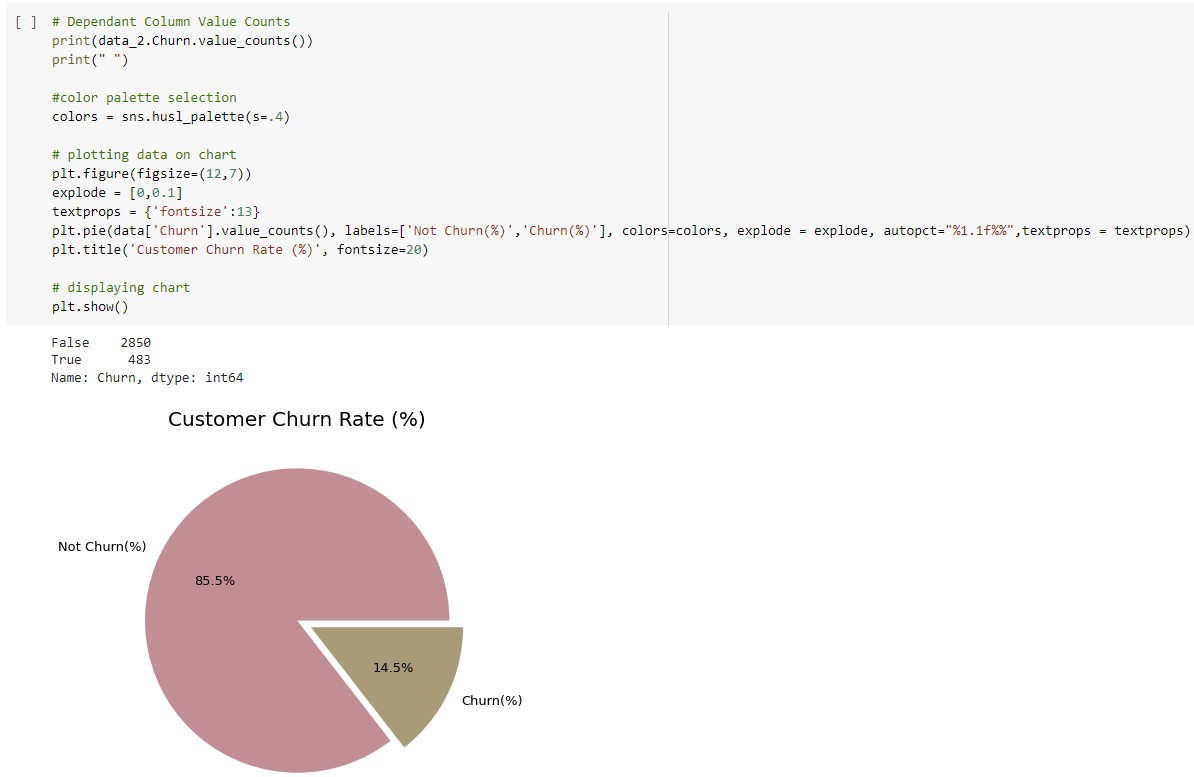 [ ] # Dependant Column Value Counts
print(data_2.Churn.value_counts())
print(" ")
#color palette selection
colors = sns.husl_palette(s=.4)
# plotting data on chart
plt.figure(figsize=(12,7))
explode = [0,0.1]
textprops = {'fontsize':13}
plt.pie(data['Churn'].value_counts(), labels=['Not Churn(%)','Churn(%)'], colors=colors, explode = explode, autopct="%1.1f%%",textprops = textprops)
plt.title('Customer Churn Rate (%)', fontsize=20)
# displaying chart
plt.show()
False    2850
True      483
Name: Churn, dtype: int64
Customer Churn Rate (%)
Not Churn(%)
85.5%
14.5%
Churn(%)